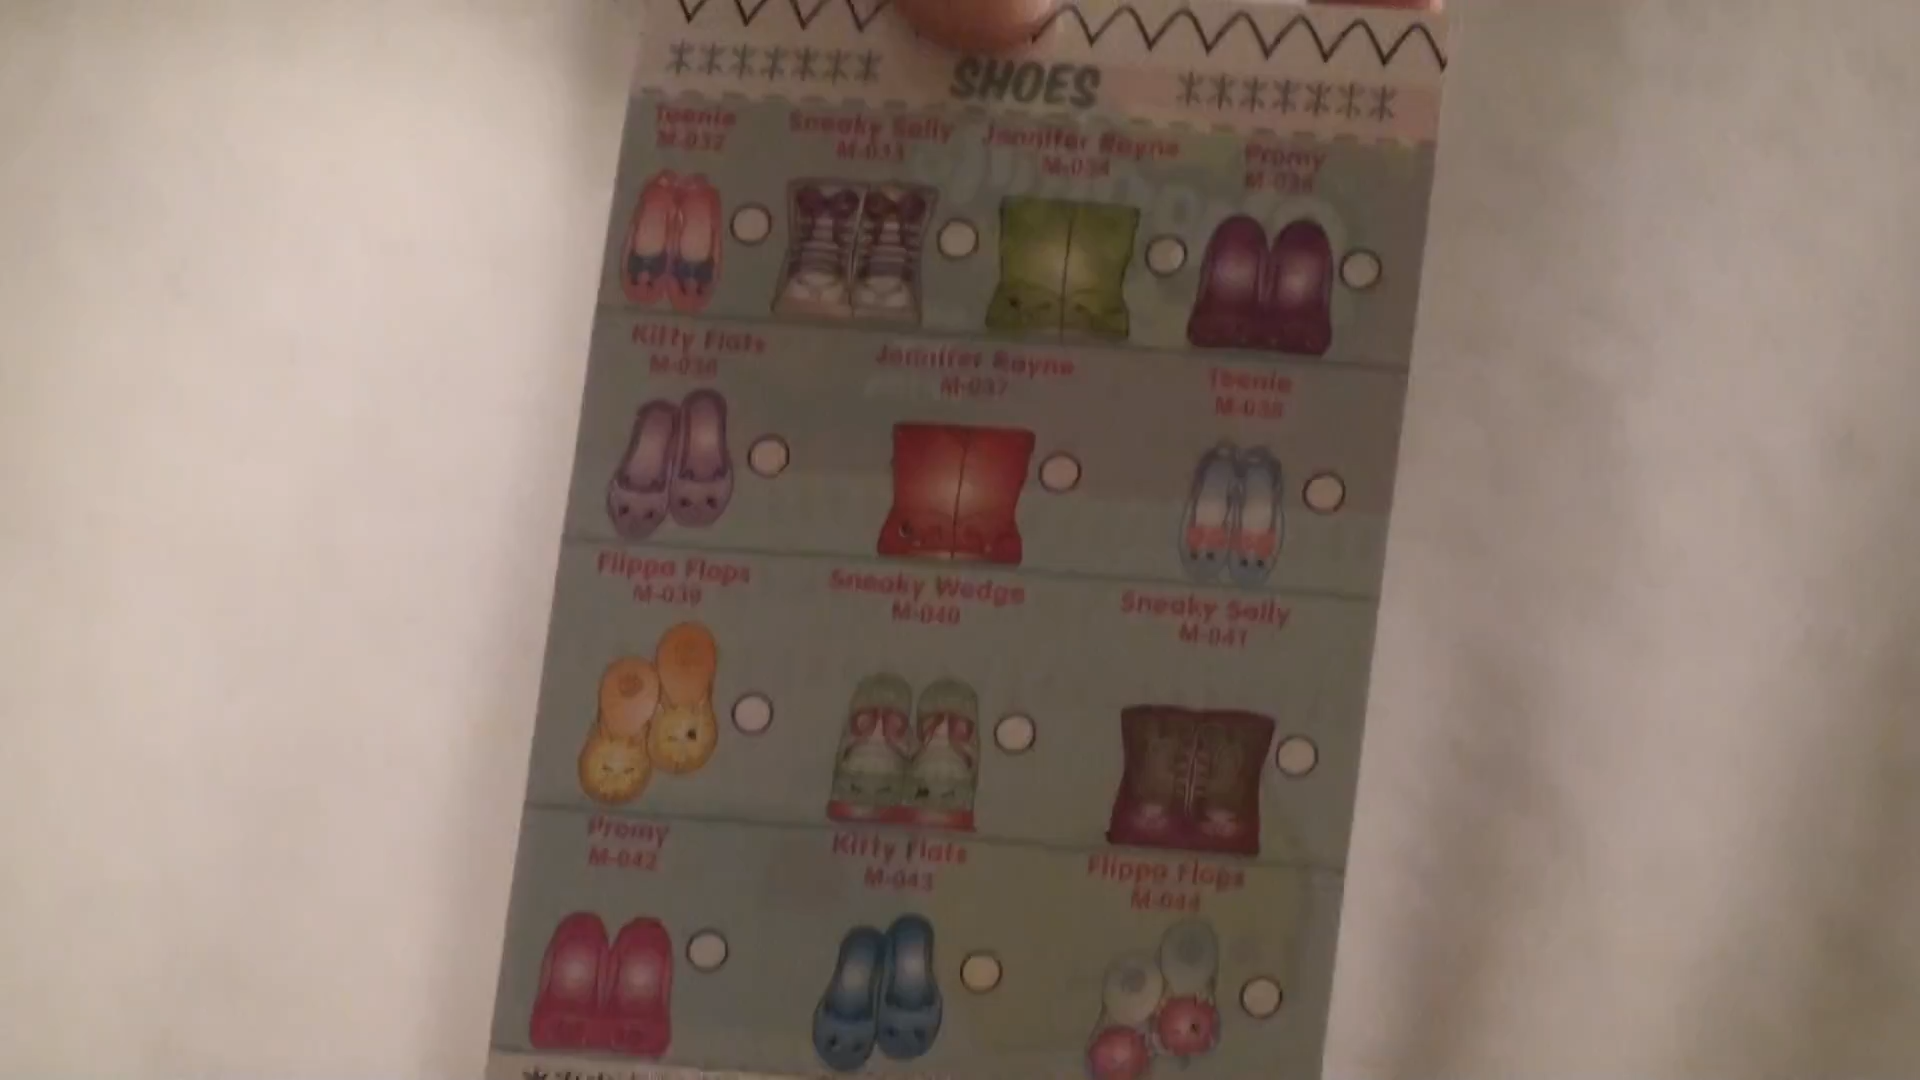 *******  SHOES  *******
Teenie
M-032
Sneaky Sally
M-033
Jennifer Rayne
M-034
Promy
M-035
Kitty Flats
M-036
Jennifer Rayne
M-037
Teenie
M-038
Flippa Flops
M-039
Sneaky Wedge
M-040
Sneaky Sally
M-041
Promy
M-042
Kitty Flats
M-043
Flippa Flops
M-044